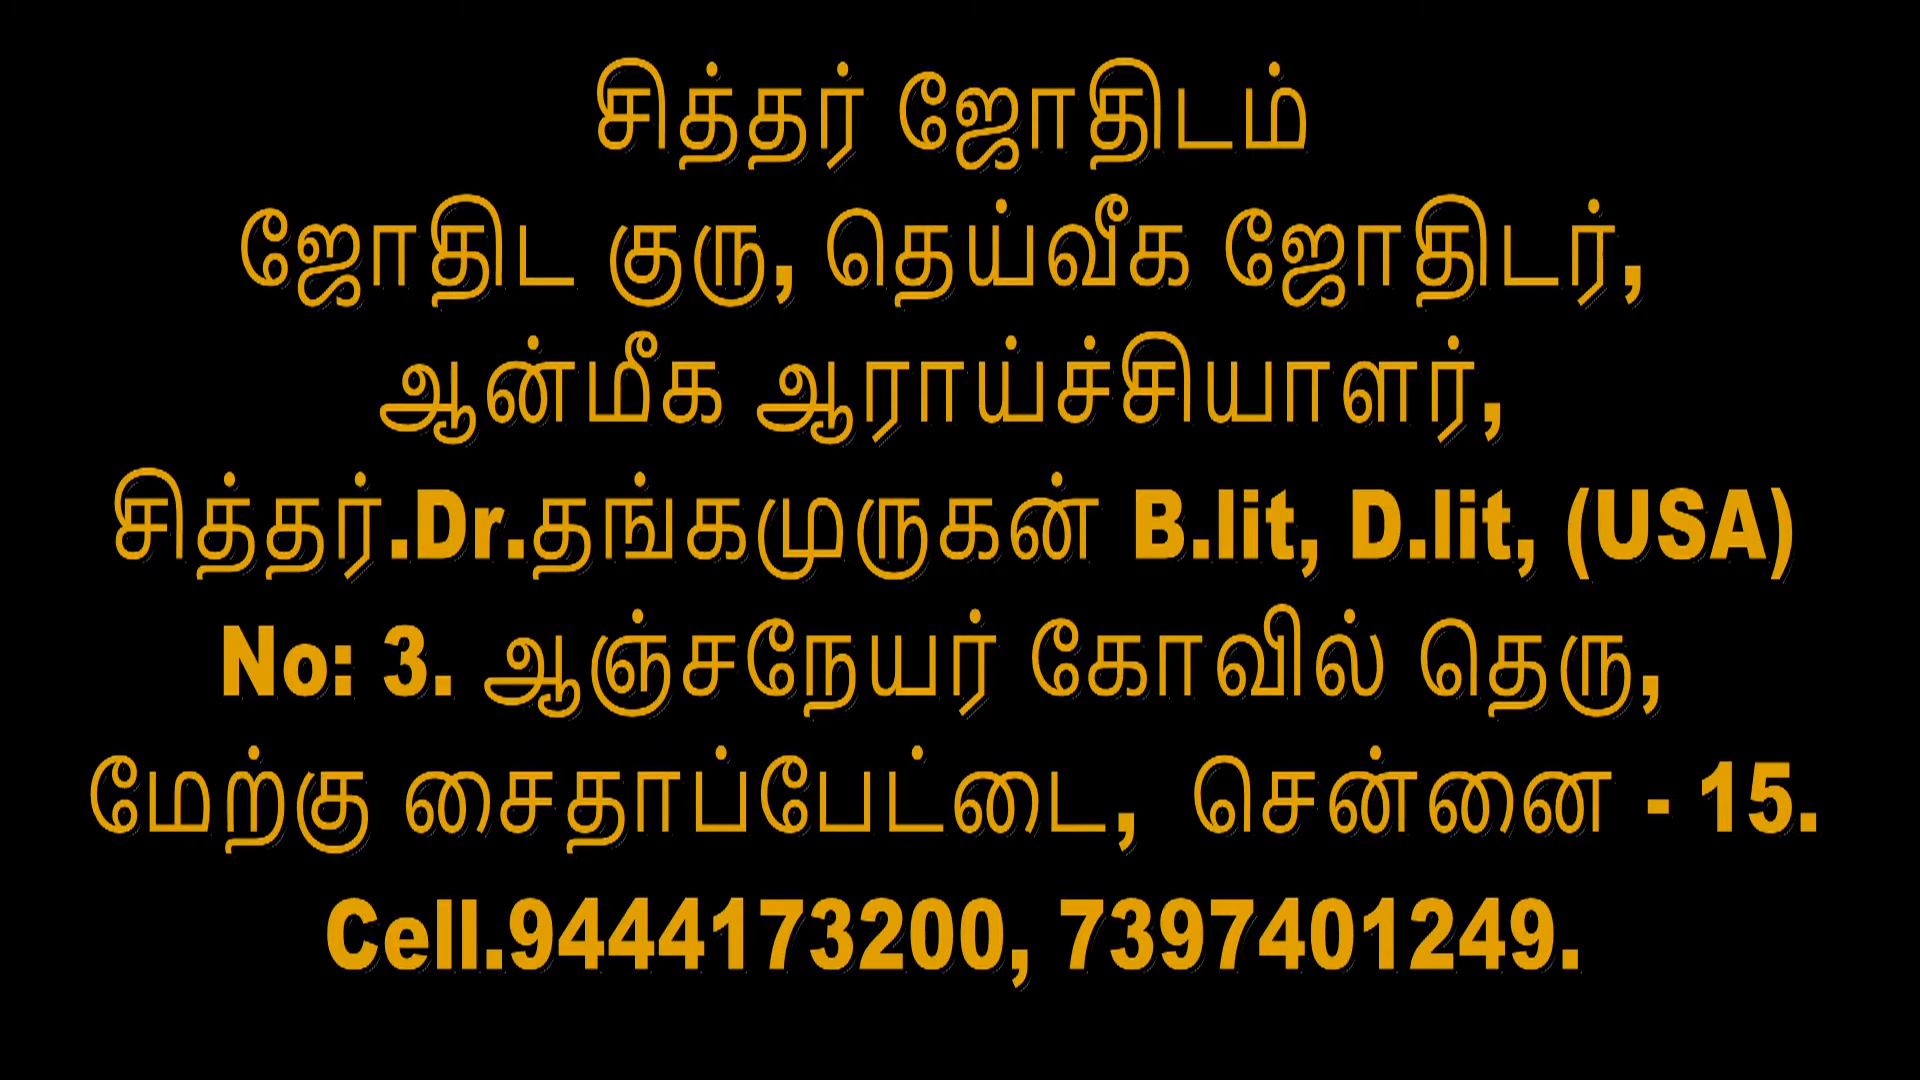 சித்தர் ஜோதிடம்
ஜோதிட குரு, தெய்வீக ஜோதிடர்,
ஆன்மீக ஆராய்ச்சியாளர்,
சித்தர்.Dr.தங்கமுருகன் B.lit, D.lit, (USA)
No: 3. ஆஞ்சநேயர் கோவில் தெரு,
மேற்கு சைதாப்பேட்டை, சென்னை - 15.
Cell.9444173200, 7397401249.